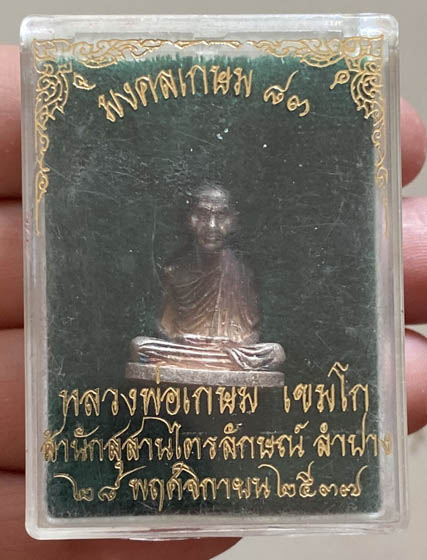 มงคลเกษม ๘๓
หลวงพ่อเกษม เขมโก
สำนักสุสานไตรลักษณ์ ลำปาง
๒๘ พฤศจิกายน ๒๕๓๗